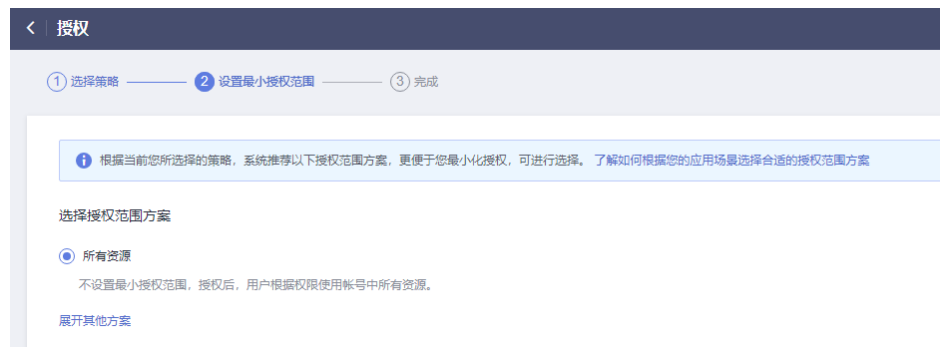 授权
1 选择策略 2 设置最小授权范围 3 完成
根据当前您所选择的策略，系统推荐以下授权范围方案，更便于您最小化授权，可进行选择。 了解如何根据您的应用场景选择合适的授权范围方案
选择授权范围方案
所有资源
不设置最小授权范围，授权后，用户根据权限使用帐号中所有资源。
展开其他方案